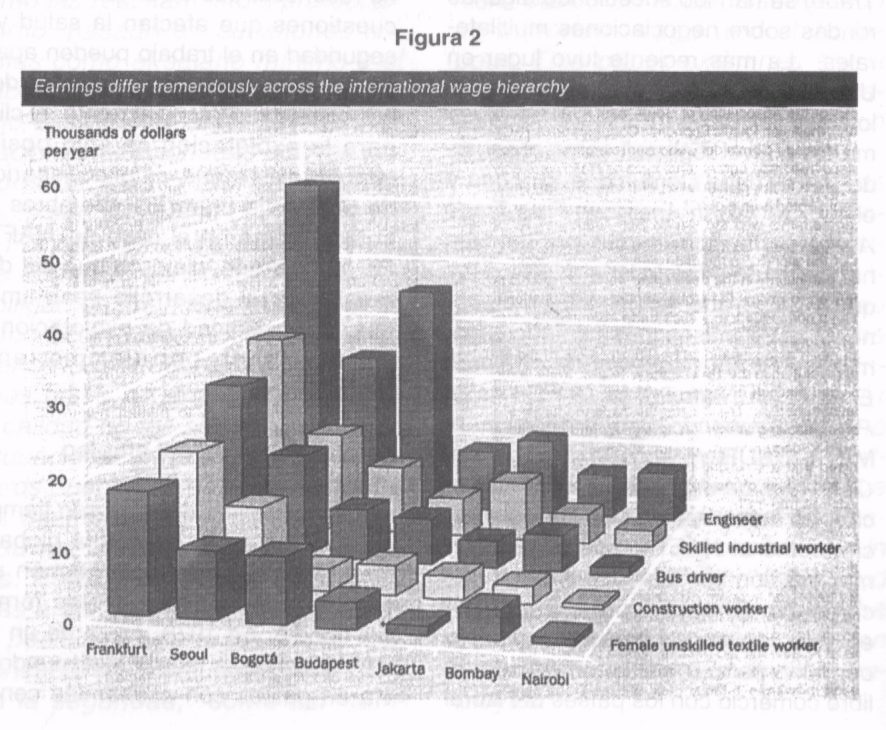 Figura 2
Earnings differ tremendously across the international wage hierarchy
Thousands of dollars
per year
60
50
40
30
20
10
0
Engineer
Skilled industrial worker
Bus driver
Construction worker
Female unskilled textile worker
Frankfurt
Seoul
Bogotá
Budapest
Jakarta
Bombay
Nairobi